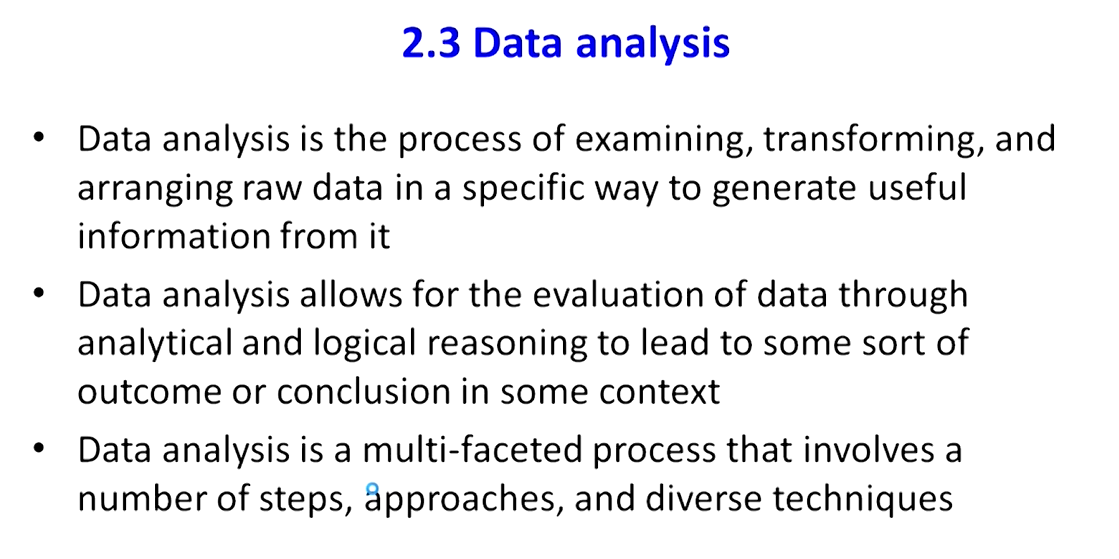 2.3 Data analysis
• Data analysis is the process of examining, transforming, and
arranging raw data in a specific way to generate useful
information from it
• Data analysis allows for the evaluation of data through
analytical and logical reasoning to lead to some sort of
outcome or conclusion in some context
• Data analysis is a multi-faceted process that involves a
number of steps, approaches, and diverse techniques